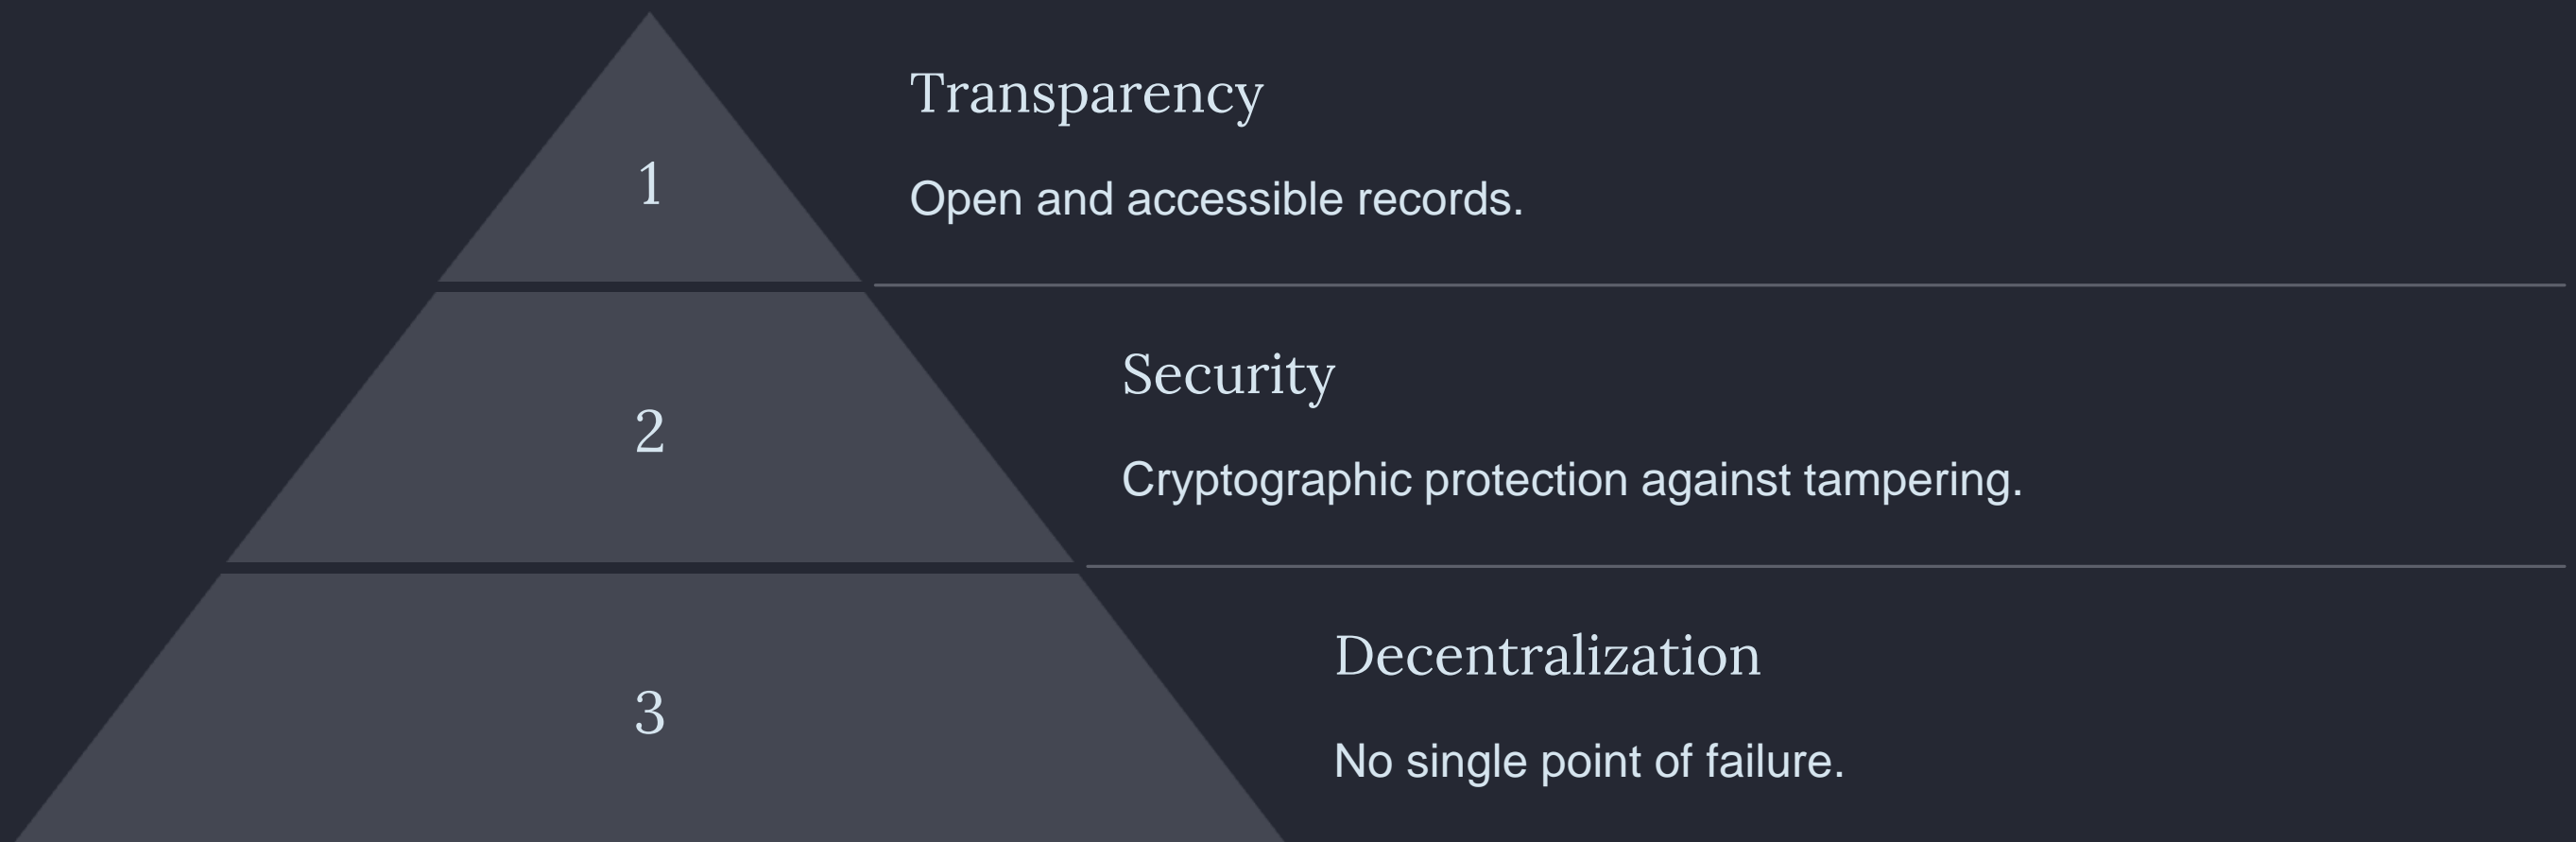 1
Transparency
Open and accessible records.
2
Security
Cryptographic protection against tampering.
3
Decentralization
No single point of failure.